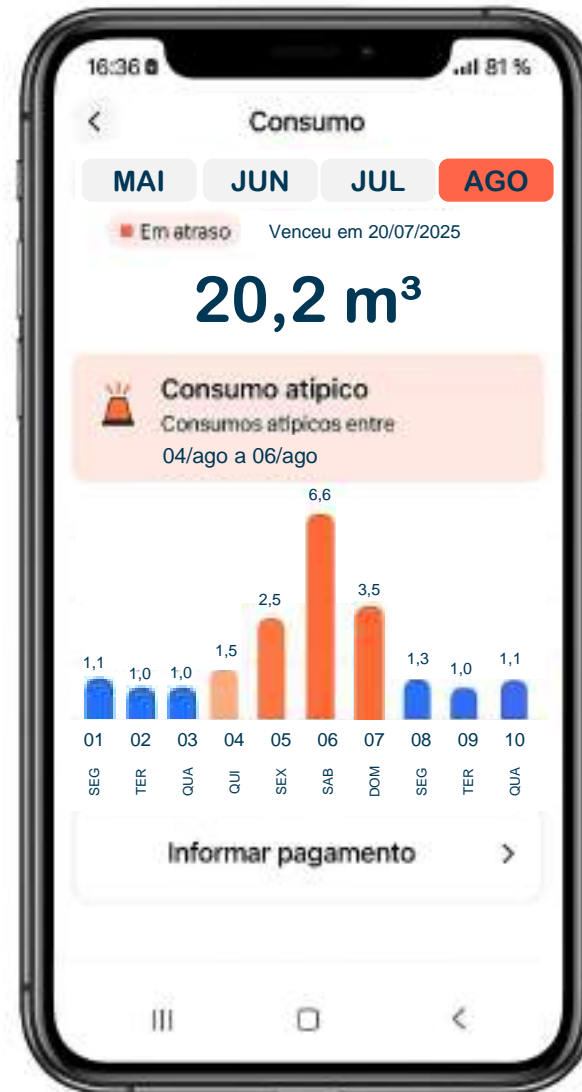 16:36 81 %
Consumo
MAI JUN JUL AGO
Em atraso Venceu em 20/07/2025
20,2 m³
Consumo atípico
Consumos atípicos entre
04/ago a 06/ago
6,6
3,5
2,5
1,5
1,3
1,1 1,0 1,0 1,0 1,1
01 02 03 04 05 06 07 08 09 10
SEG TER QUA QUI SEX SAB DOM SEG TER QUA
Informar pagamento